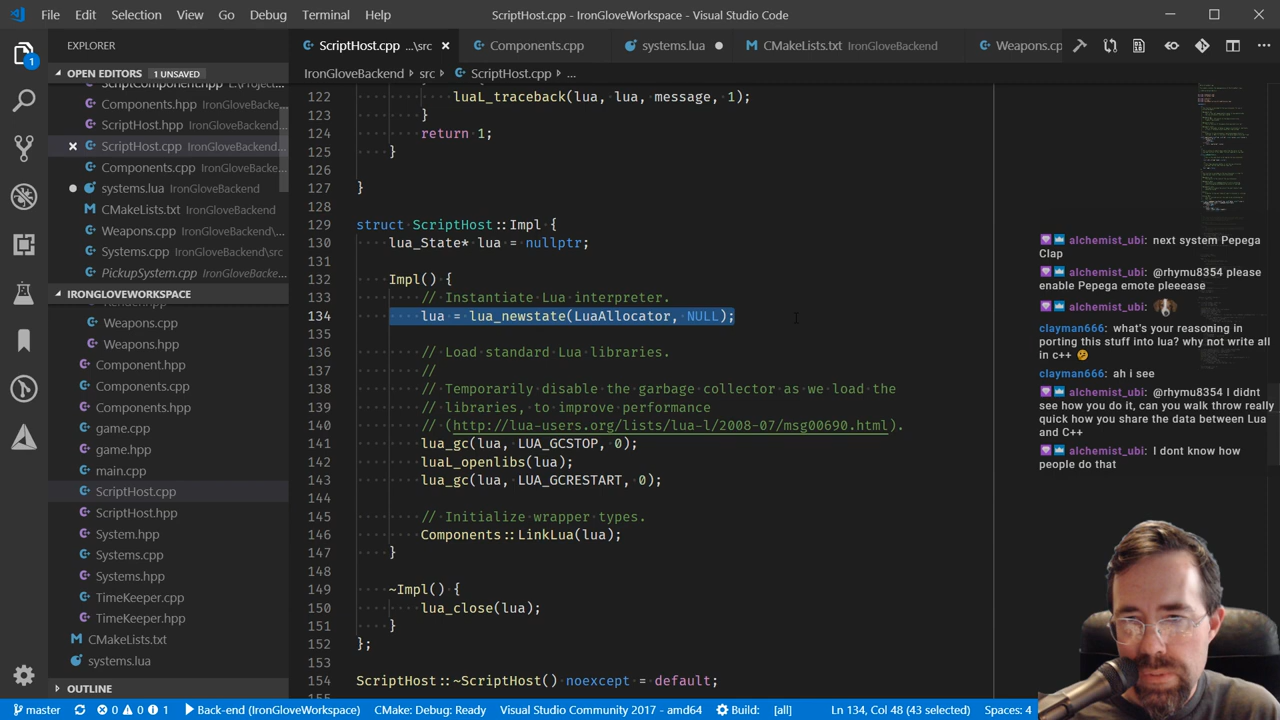 File Edit Selection View Go Debug Terminal Help
ScriptHost.cpp - IronGloveWorkspace - Visual Studio Code
EXPLORER
OPEN EDITORS 1 UNSAVED
Components.hpp IronGloveBackend...
ScriptHost.hpp IronGloveBackend\...
ScriptHost.cpp IronGloveBackend\...
Components.cpp IronGloveBacken...
systems.lua IronGloveBackend
CMakeLists.txt IronGloveBackend
Weapons.cpp IronGloveBackend\...
Systems.cpp IronGloveBackend\src
PickupSystem.cpp IronGloveBacke...
IRONGLOVEWORKSPACE
Weapons.cpp
Weapons.hpp
Component.hpp
Components.cpp
Components.hpp
game.cpp
game.hpp
main.cpp
ScriptHost.cpp
ScriptHost.hpp
System.hpp
Systems.cpp
Systems.hpp
TimeKeeper.cpp
TimeKeeper.hpp
CMakeLists.txt
systems.lua
OUTLINE
ScriptHost.cpp ...\src Components.cpp systems.lua CMakeLists.txt IronGloveBackend Weapons.cp
IronGloveBackend › src › ScriptHost.cpp › ...
122 luaL_traceback(lua, lua, message, 1);
123 }
124 return 1;
125 }
126
127 }
128
129 struct ScriptHost::Impl {
130 lua_State* lua = nullptr;
131
132 Impl() {
133 // Instantiate Lua interpreter.
134 lua = lua_newstate(LuaAllocator, NULL);
135
136 // Load standard Lua libraries.
137 //
138 // Temporarily disable the garbage collector as we load the
139 // libraries, to improve performance
140 // (http://lua-users.org/lists/lua-l/2008-07/msg00690.html).
141 lua_gc(lua, LUA_GCSTOP, 0);
142 luaL_openlibs(lua);
143 lua_gc(lua, LUA_GCRESTART, 0);
144
145 // Initialize wrapper types.
146 Components::LinkLua(lua);
147 }
148
149 ~Impl() {
150 lua_close(lua);
151 }
152 };
153
154 ScriptHost::~ScriptHost() noexcept = default;
alchemist_ubi: next system Pepega
Clap
alchemist_ubi: @rhymu8354 please
enable Pepega emote pleeease
alchemist_ubi:
clayman666: what's your reasoning in
porting this stuff into lua? why not write all
in c++
clayman666: ah i see
alchemist_ubi: @rhymu8354 I didnt
see how you do it, can you walk throw really
quick how you share the data between Lua
and C++
alchemist_ubi: I dont know how
people do that
master 0 0 1 Back-end (IronGloveWorkspace) CMake: Debug: Ready Visual Studio Community 2017 - amd64 Build: [all] Ln 134, Col 48 (43 selected) Spaces: 4